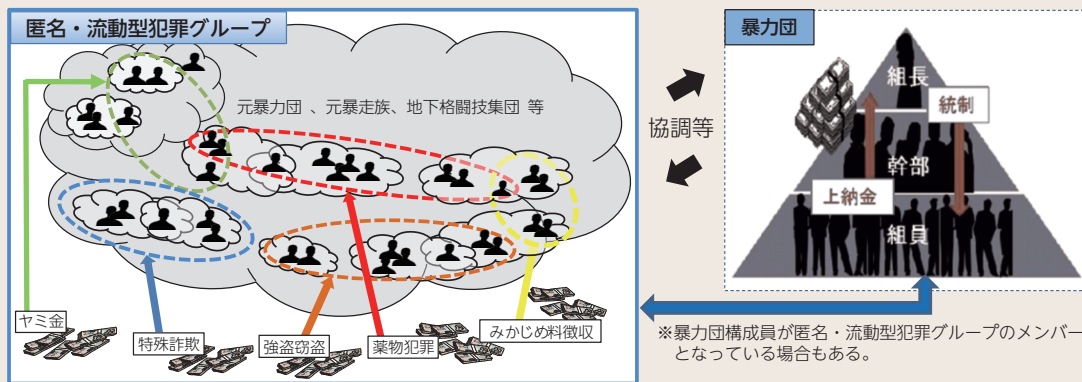 匿名・流動型犯罪グループ
元暴力団 、元暴走族、地下格闘技集団 等
ヤミ金
特殊詐欺
強盗窃盗
薬物犯罪
みかじめ料徴収
協調等
暴力団
組長
統制
幹部
上納金
組員
※暴力団構成員が匿名・流動型犯罪グループのメンバー
となっている場合もある。